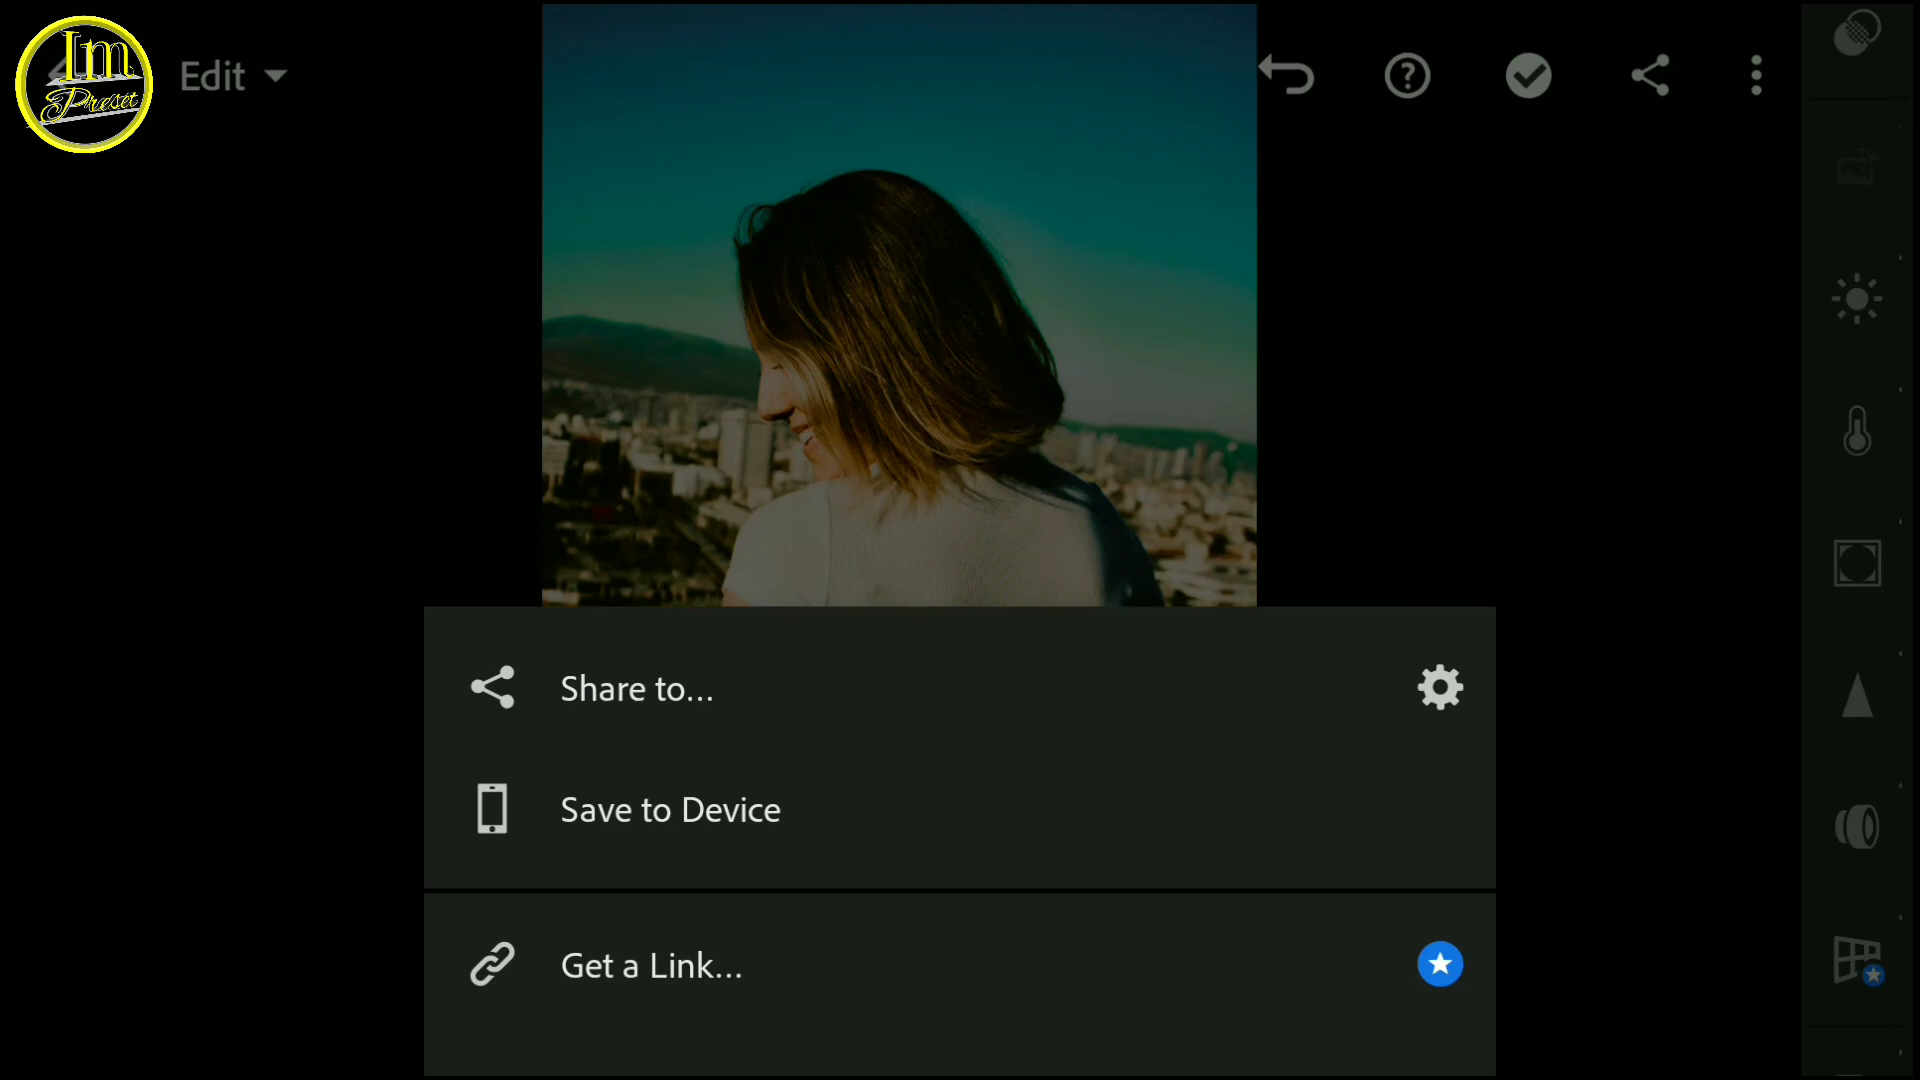 Im
Preset
Edit
Share to...
Save to Device
Get a Link...